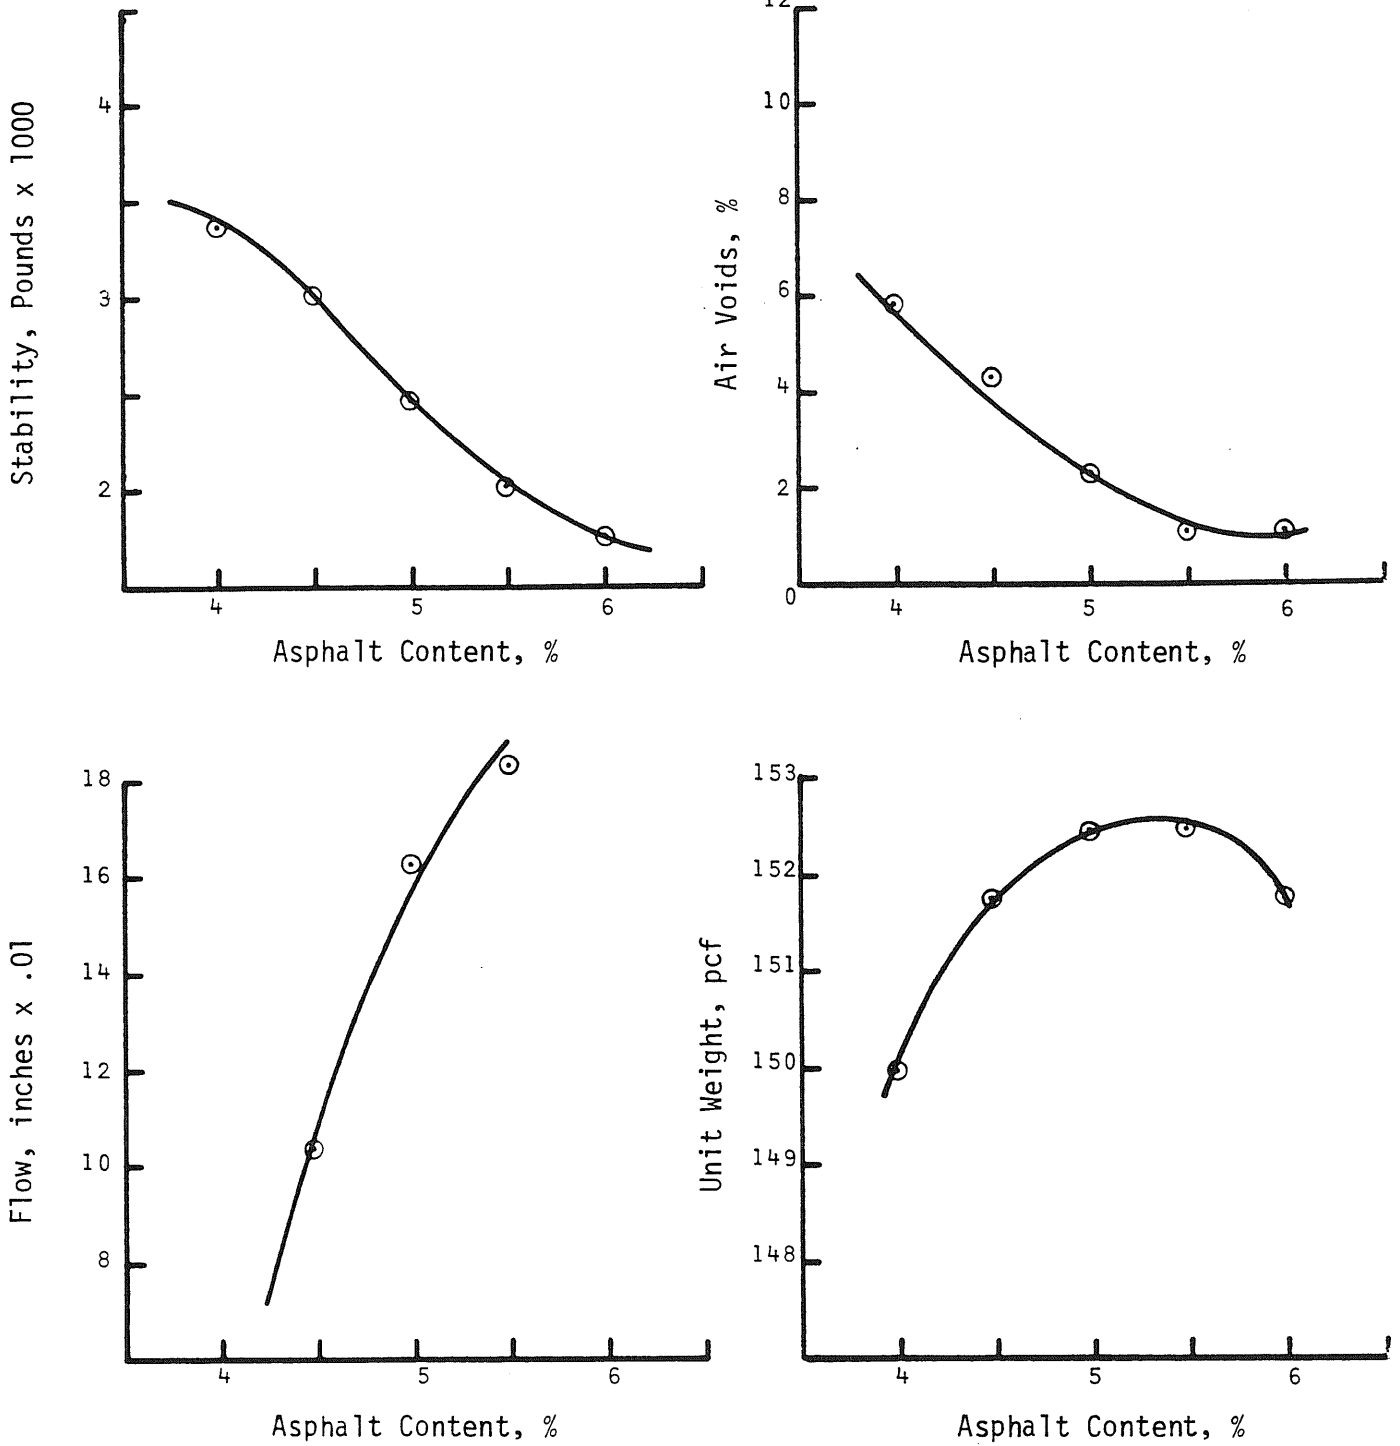 Stability, Pounds x 1000
4
3
2
4 5 6
Asphalt Content, %
Air Voids, %
12
10
8
6
4
2
0
4 5 6
Asphalt Content, %
Flow, inches x .01
18
16
14
12
10
8
4 5 6
Asphalt Content, %
Unit Weight, pcf
153
152
151
150
149
148
4 5 6
Asphalt Content, %